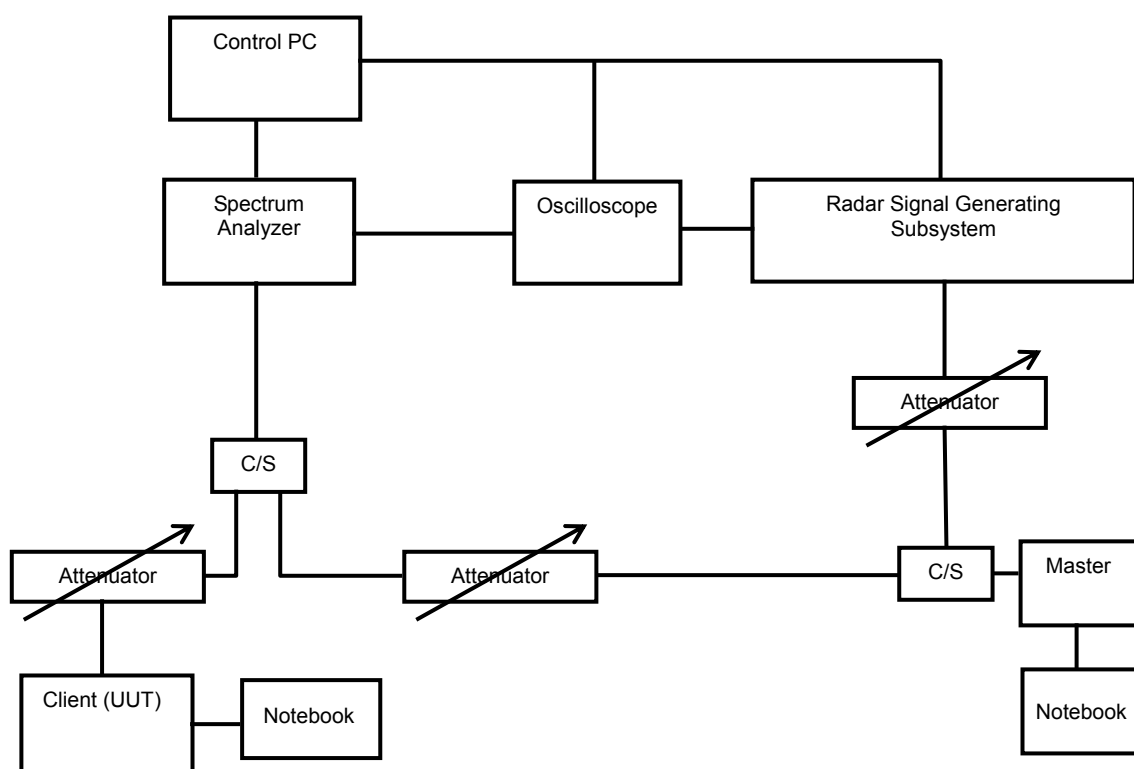 Control PC
Spectrum
Analyzer
Oscilloscope
Radar Signal Generating
Subsystem
Attenuator
C/S
Attenuator
Attenuator
C/S
Master
Client (UUT)
Notebook
Notebook